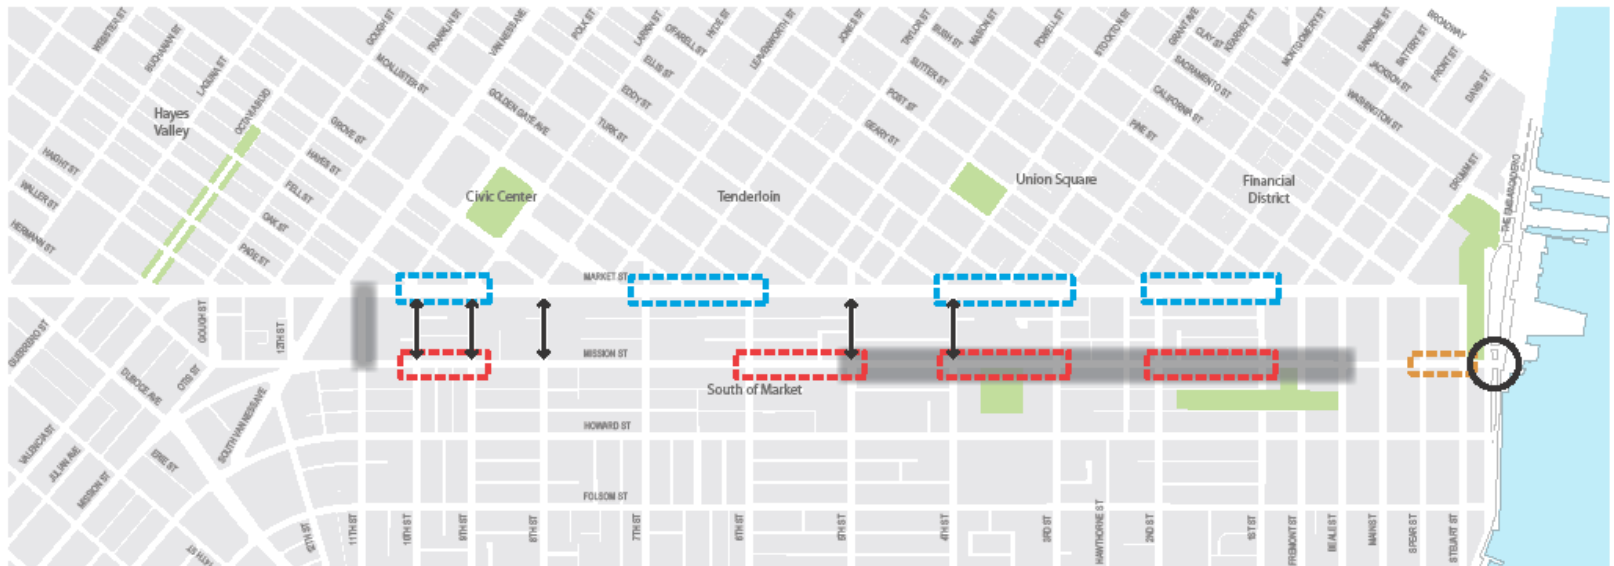 WEBSTER ST
BUCHANAN ST
LAGUNA ST
OCTAVIA BLVD
GOUGH ST
FRANKLIN ST
VAN NESS AVE
POLK ST
LARKIN ST
O'FARELL ST
HYDE ST
LEAVENWORTH ST
JONES ST
TAYLOR ST
BUSH ST
MASON ST
POWELL ST
STOCKTON ST
GRANT AVE
CLAY ST
KEARNY ST
MONTGOMERY ST
SANSOME ST
BATTERY ST
BROADWAY
FRONT ST
DAVIS ST
JACKSON ST
WASHINGTON ST
SACRAMENTO ST
CALIFORNIA ST
PINE ST
SUTTER ST
POST ST
GEARY ST
ELLIS ST
EDDY ST
TURK ST
MCALLISTER ST
GOLDEN GATE AVE
GROVE ST
HAYES ST
FELL ST
OAK ST
PAGE ST
HAIGHT ST
WALLER ST
HERMANN ST
Hayes
Valley
Civic Center
Tenderloin
Union Square
Financial
District
DRUMM ST
THE EMBARCADERO
MARKET ST
MISSION ST
South of Market
HOWARD ST
FOLSOM ST
GUERRERO ST
GOUGH ST
12TH ST
OTIS ST
DUBOCE AVE
SOUTH VAN NESS AVE
VALENCIA ST
JULIAN AVE
MISSION ST
ERIE ST
11TH ST
10TH ST
9TH ST
8TH ST
7TH ST
6TH ST
5TH ST
4TH ST
3RD ST
HAWTHORNE ST
2ND ST
1ST ST
FREMONT ST
BEALE ST
MAIN ST
SPEAR ST
STEUART ST